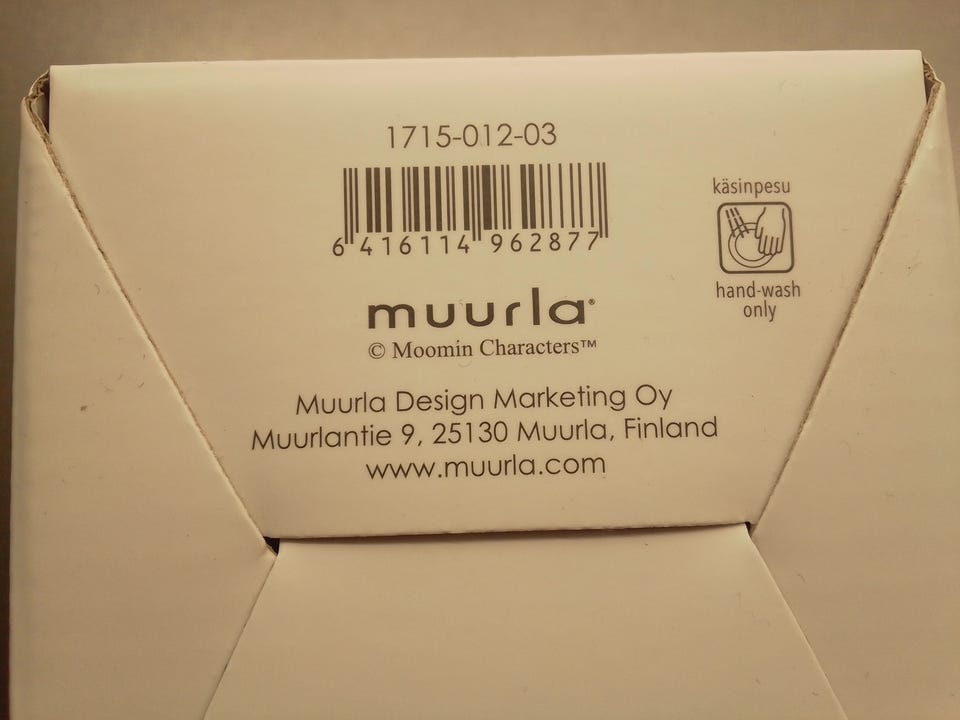 1715-012-03
6 416114 962877
käsinpesu
hand-wash
only
muurla®
© Moomin Characters™
Muurla Design Marketing Oy
Muurlantie 9, 25130 Muurla, Finland
www.muurla.com